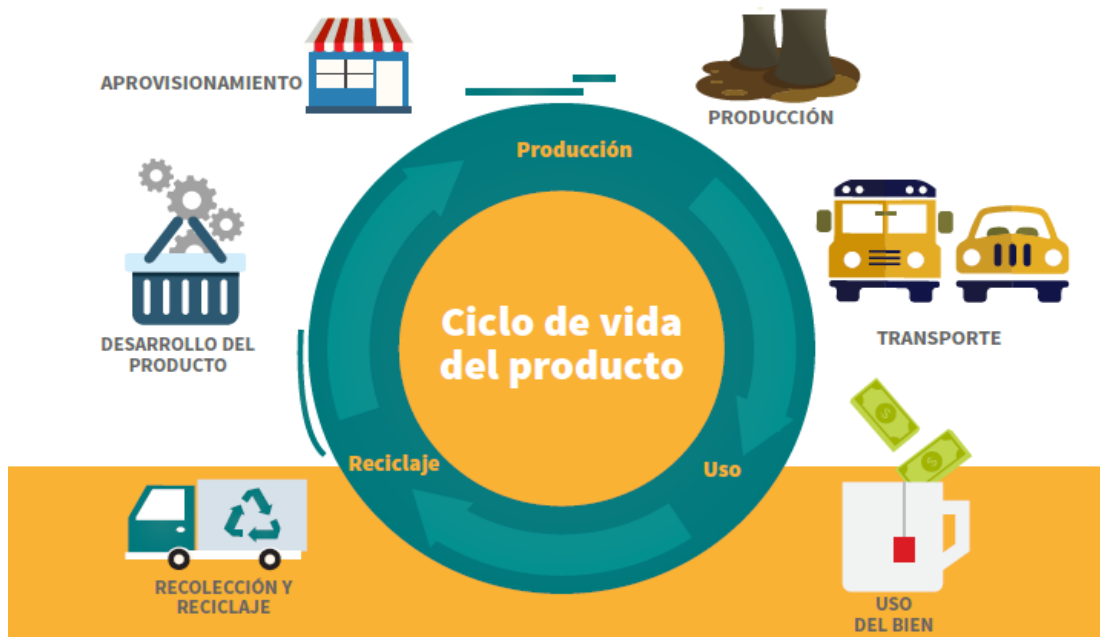 APROVISIONAMIENTO
PRODUCCIÓN
Producción
DESARROLLO DEL
PRODUCTO
Ciclo de vida
del producto
TRANSPORTE
Reciclaje
Uso
RECOLECCIÓN Y
RECICLAJE
USO
DEL BIEN